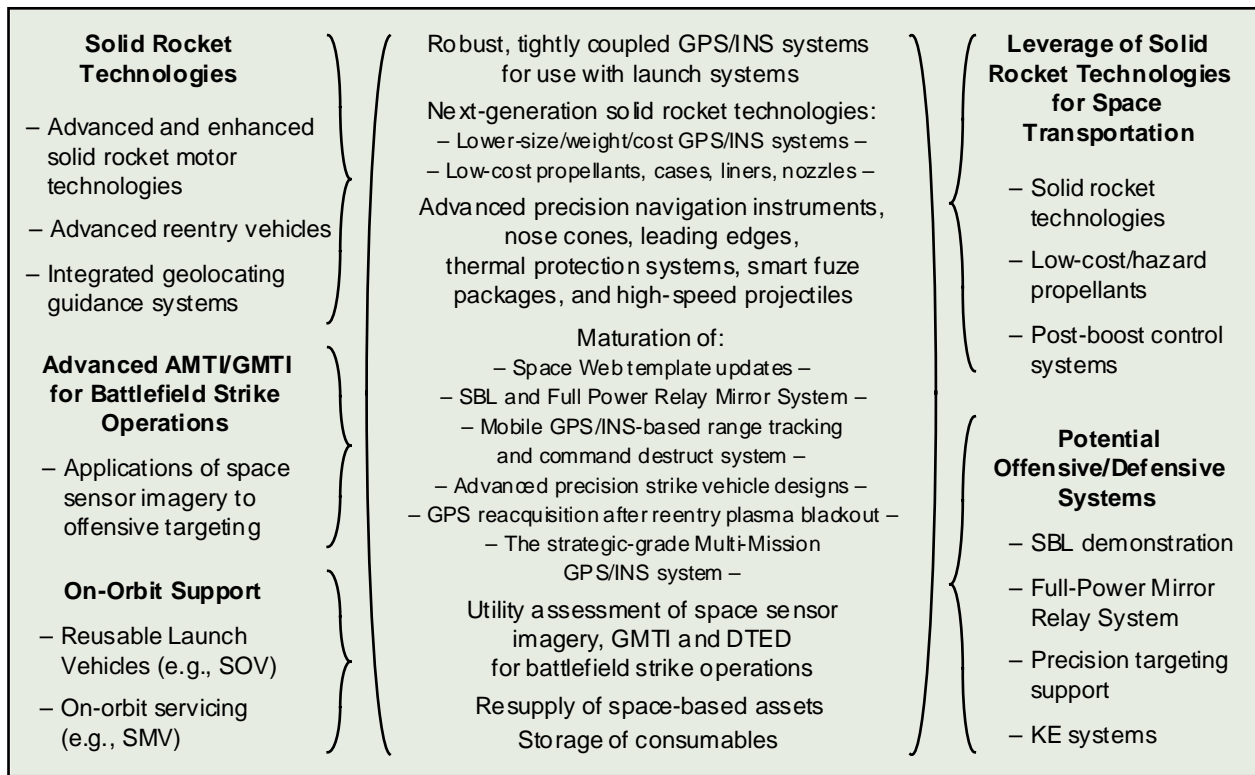 Solid Rocket
Technologies
– Advanced and enhanced
solid rocket motor
technologies
– Advanced reentry vehicles
– Integrated geolocating
guidance systems
Advanced AMTI/GMTI
for Battlefield Strike
Operations
– Applications of space
sensor imagery to
offensive targeting
On-Orbit Support
– Reusable Launch
Vehicles (e.g., SOV)
– On-orbit servicing
(e.g., SMV)
Robust, tightly coupled GPS/INS systems
for use with launch systems
Next-generation solid rocket technologies:
– Lower-size/weight/cost GPS/INS systems –
– Low-cost propellants, cases, liners, nozzles –
Advanced precision navigation instruments,
nose cones, leading edges,
thermal protection systems, smart fuze
packages, and high-speed projectiles
Maturation of:
– Space Web template updates –
– SBL and Full Power Relay Mirror System –
– Mobile GPS/INS-based range tracking
and command destruct system –
– Advanced precision strike vehicle designs –
– GPS reacquisition after reentry plasma blackout –
– The strategic-grade Multi-Mission
GPS/INS system –
Utility assessment of space sensor
imagery, GMTI and DTED
for battlefield strike operations
Resupply of space-based assets
Storage of consumables
Leverage of Solid
Rocket Technologies
for Space
Transportation
– Solid rocket
technologies
– Low-cost/hazard
propellants
– Post-boost control
systems
Potential
Offensive/Defensive
Systems
– SBL demonstration
– Full-Power Mirror
Relay System
– Precision targeting
support
– KE systems